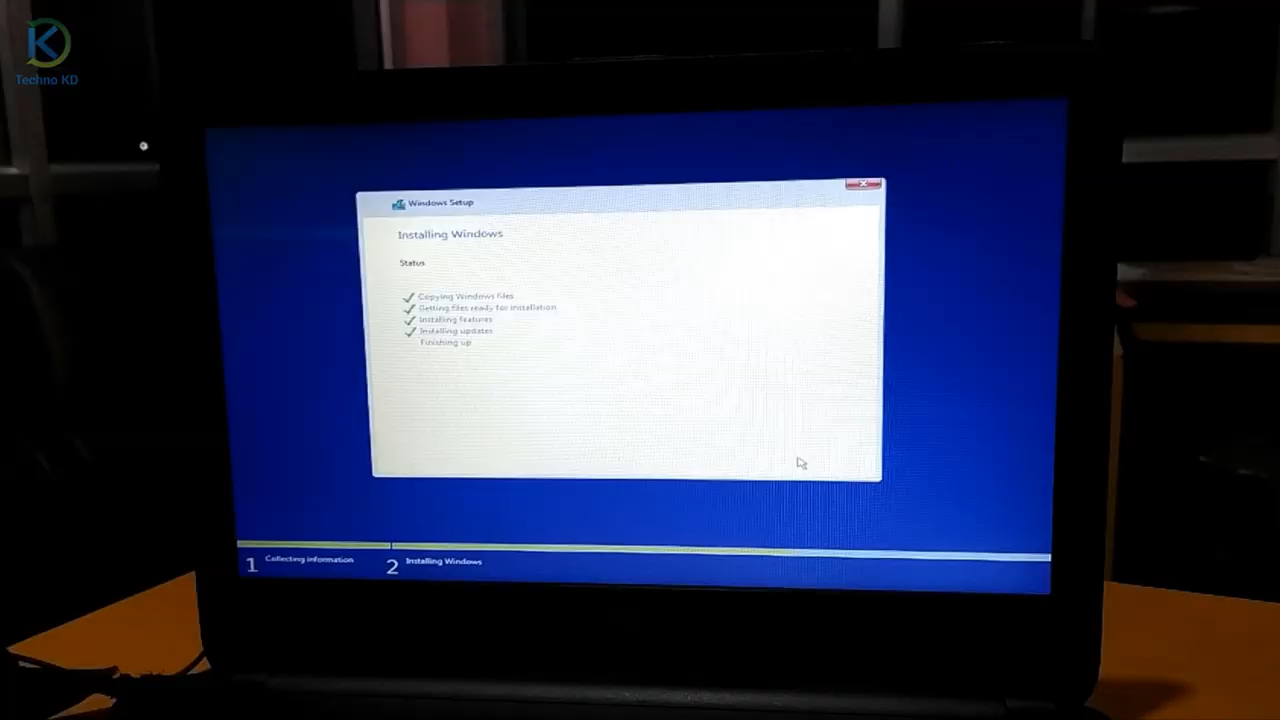 Techno KD
Windows Setup
Installing Windows
Status
Copying Windows files
Getting files ready for installation
Installing features
Installing updates
Finishing up
1 Collecting information
2 Installing Windows